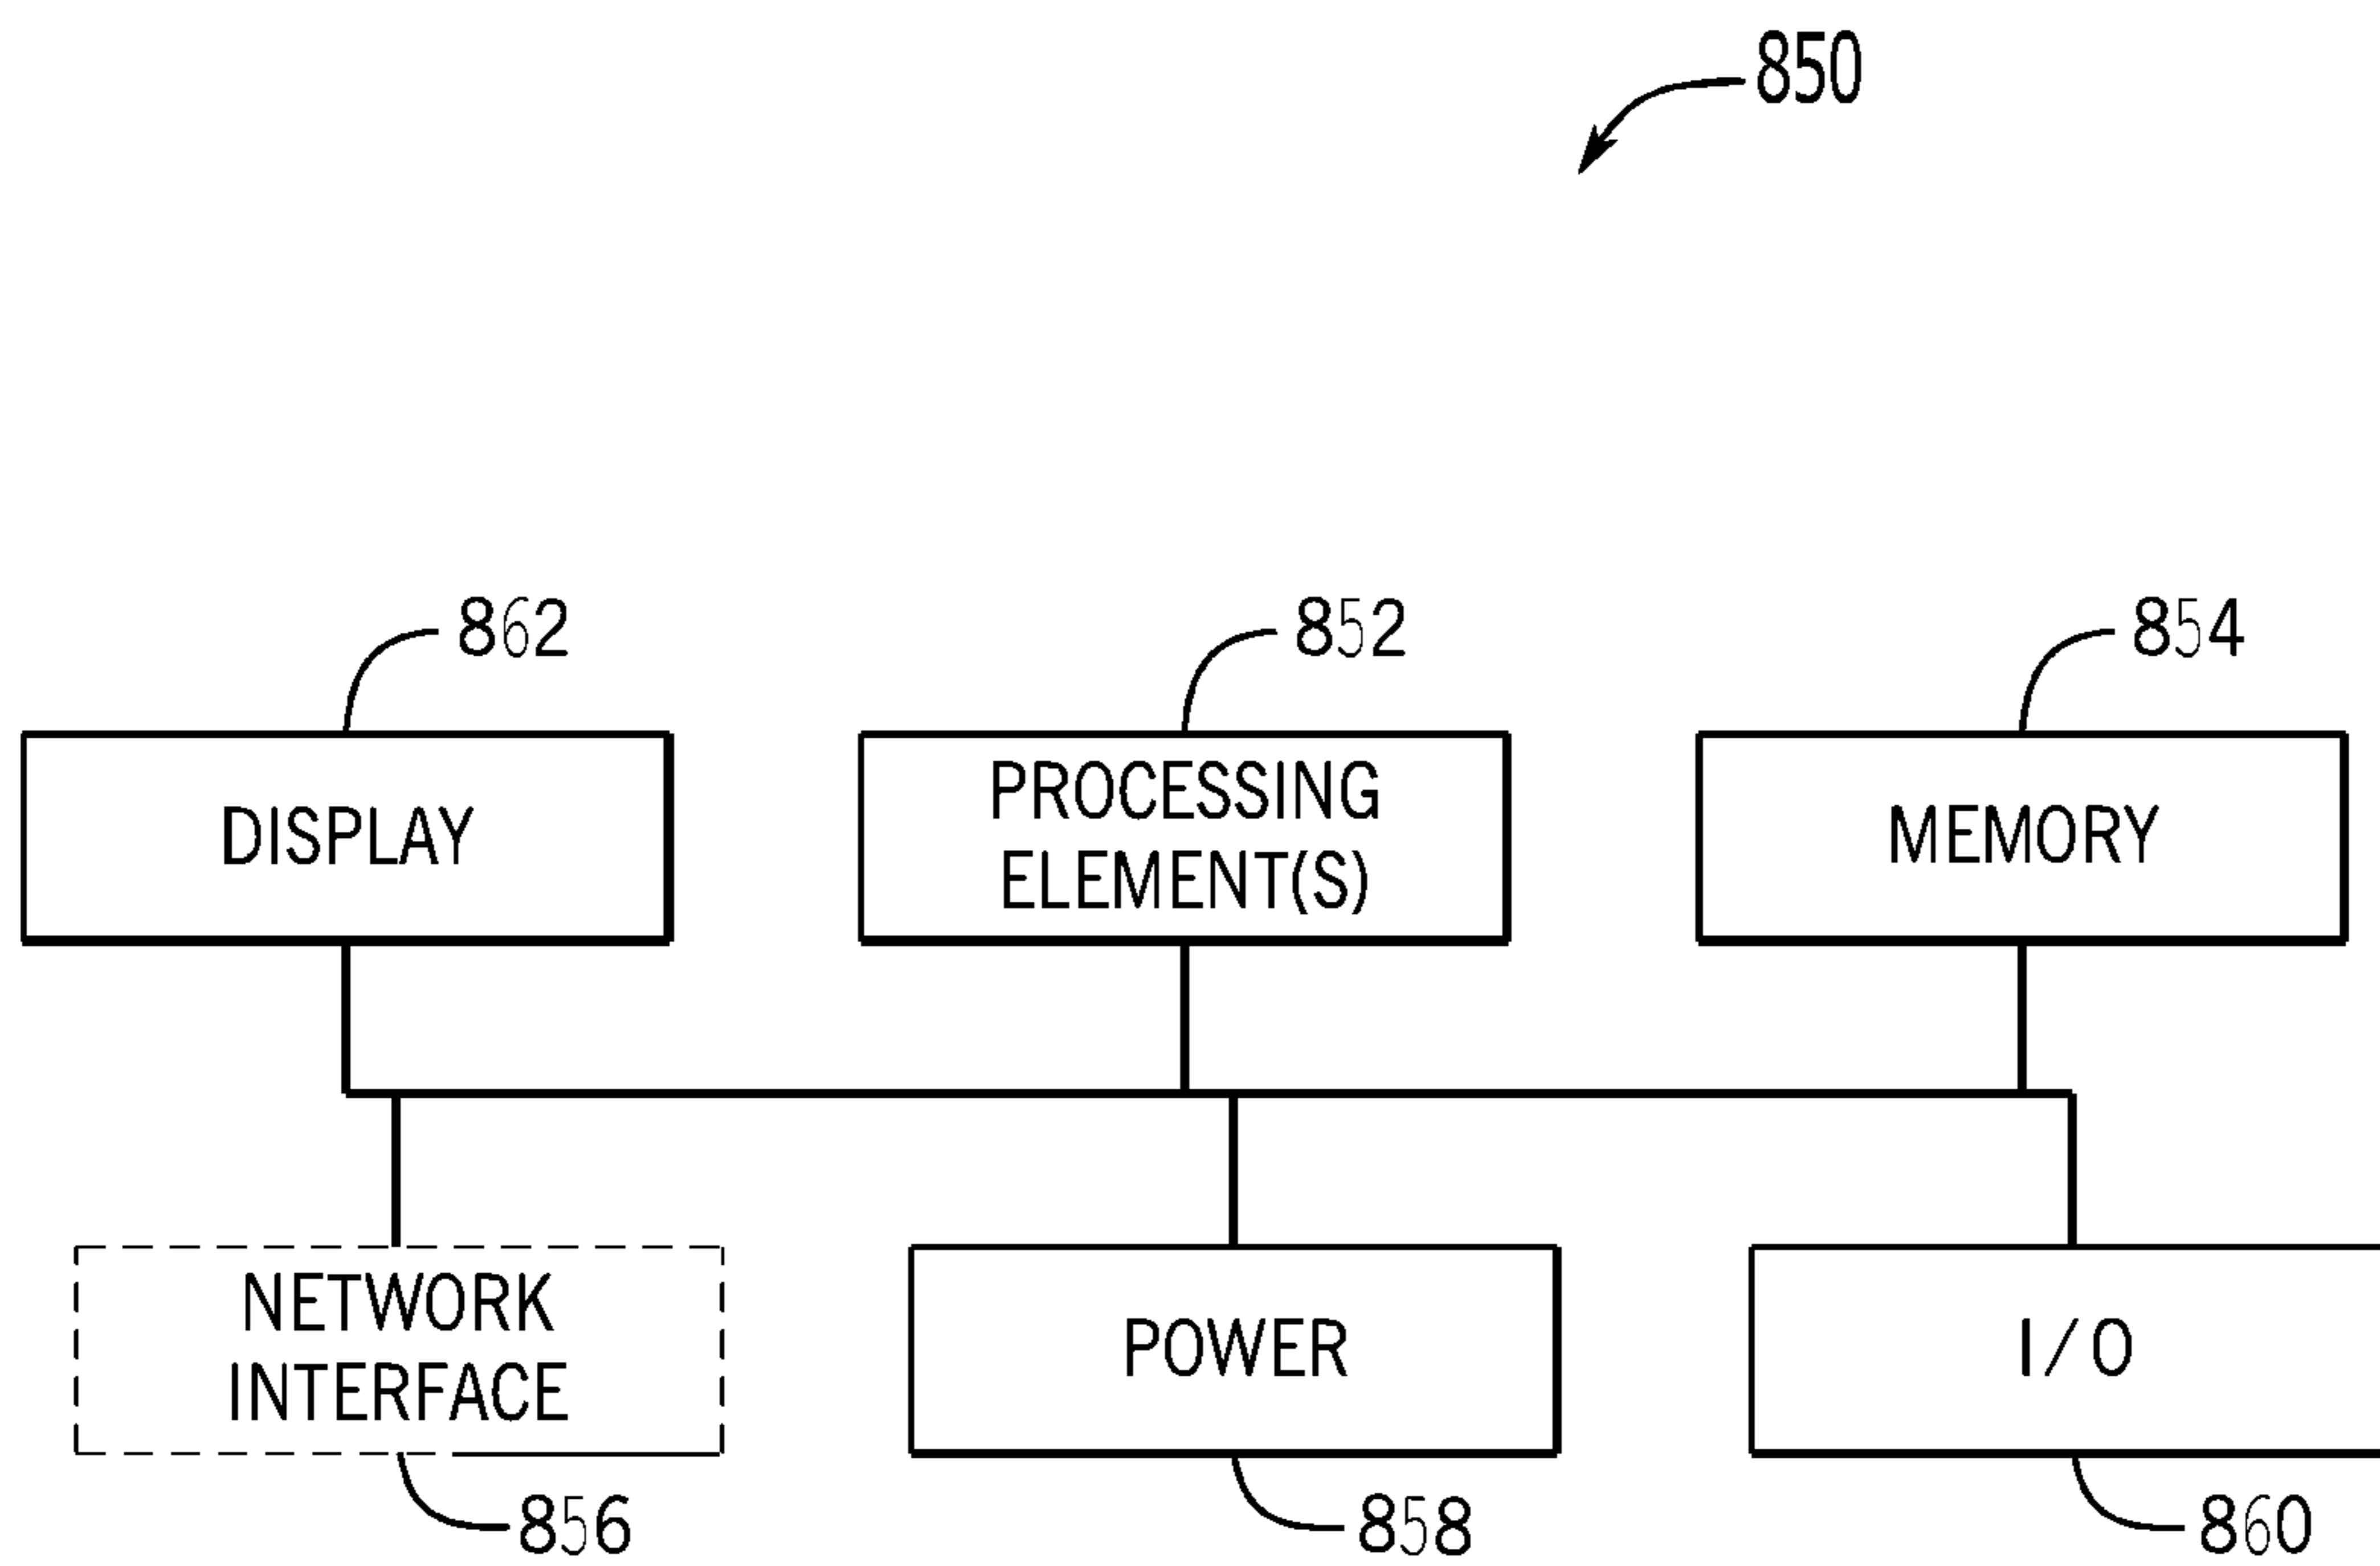 850
862
852
854
DISPLAY
PROCESSING
ELEMENT(S)
MEMORY
NETWORK
INTERFACE
POWER
I/O
856
858
860